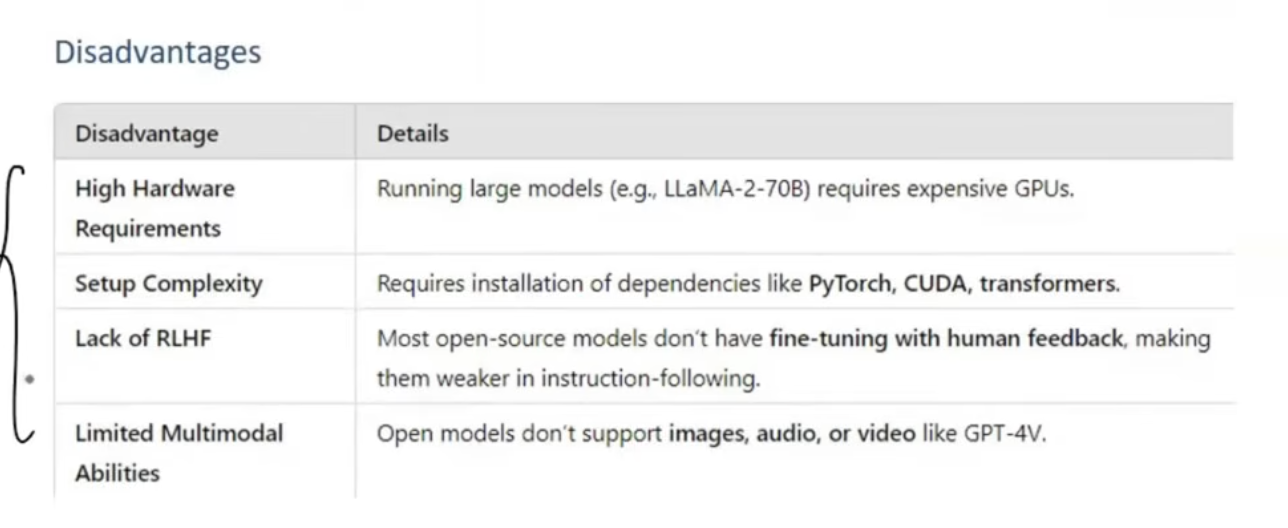 Disadvantages
Disadvantage Details
High Hardware Running large models (e.g., LLaMA-2-70B) requires expensive GPUs.
Requirements
Setup Complexity Requires installation of dependencies like PyTorch, CUDA, transformers.
Lack of RLHF Most open-source models don't have fine-tuning with human feedback, making
them weaker in instruction-following.
Limited Multimodal Open models don't support images, audio, or video like GPT-4V.
Abilities